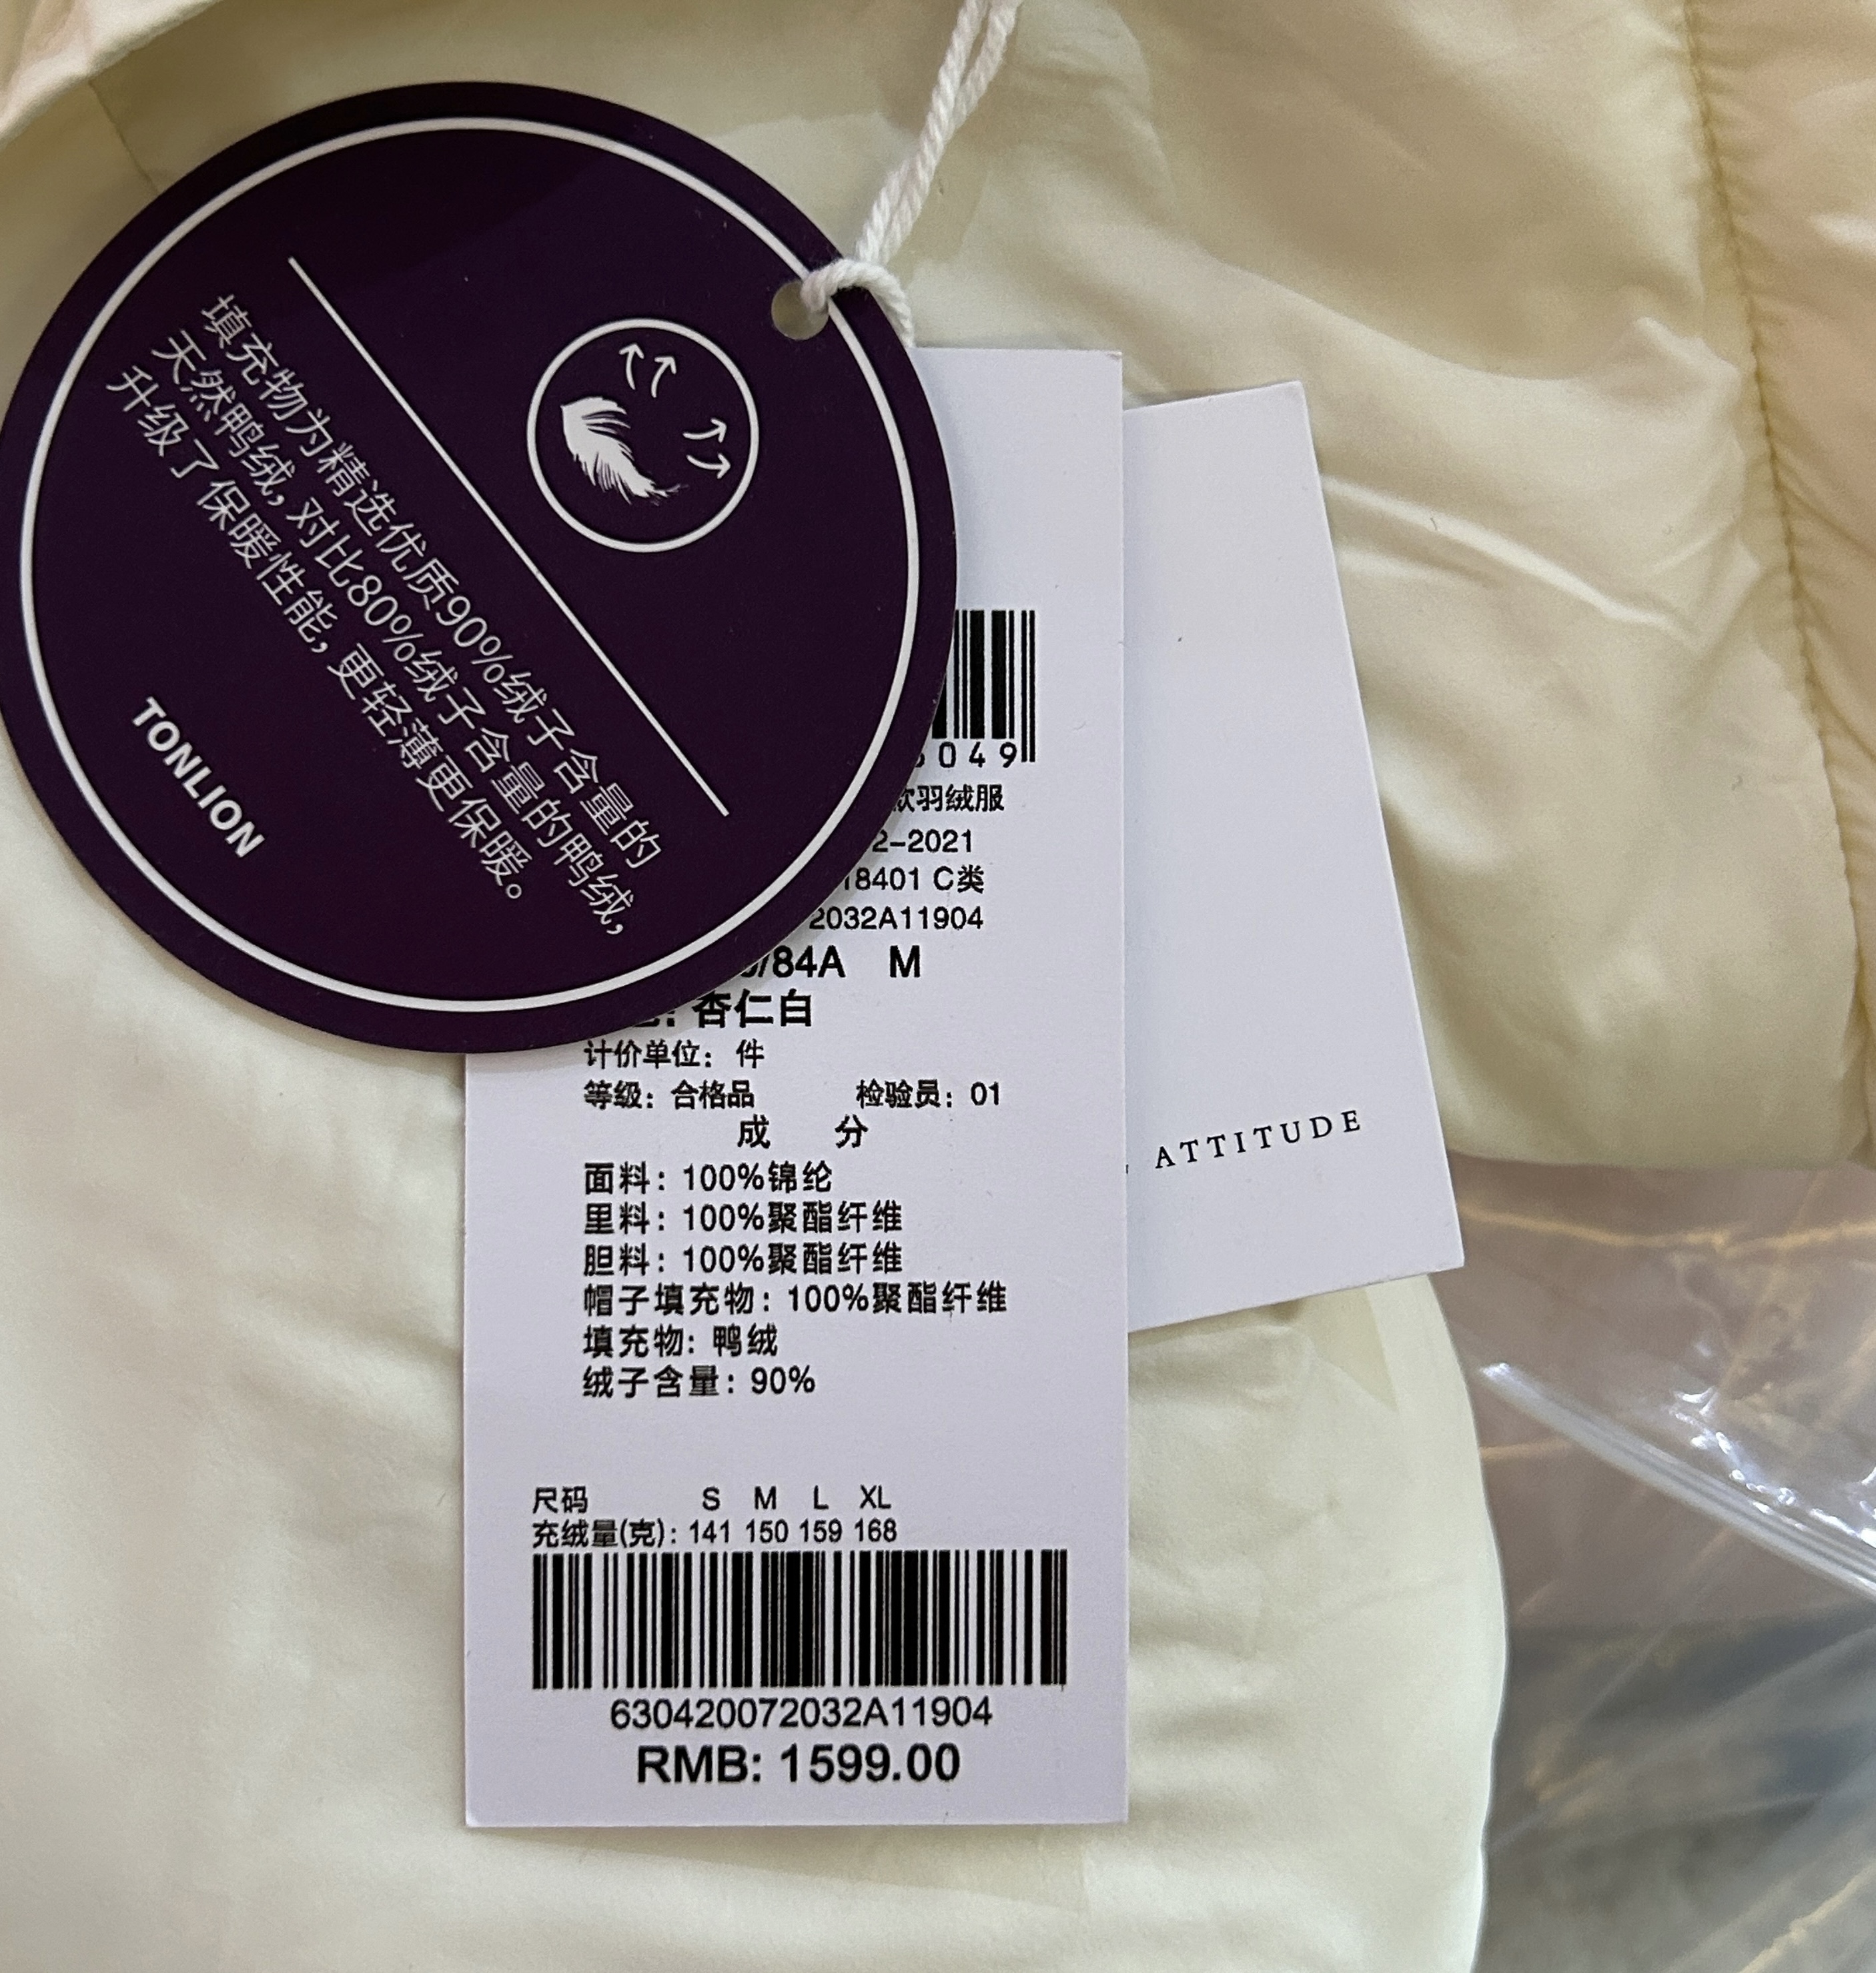 填充物为精选优质90%绒子含量的
天然鸭绒，对比80%绒子含量的鸭绒，
升级了保暖性能，更轻薄更保暖。
TONLION
049
羽绒服
2-2021
18401 C类
2032A11904
/84A M
杏仁白
计价单位：件
等级：合格品 检验员：01
成 分
面料：100%锦纶
里料：100%聚酯纤维
胆料：100%聚酯纤维
帽子填充物：100%聚酯纤维
填充物：鸭绒
绒子含量：90%
尺码 S M L XL
充绒量(克)：141 150 159 168
630420072032A11904
RMB: 1599.00
ATTITUDE